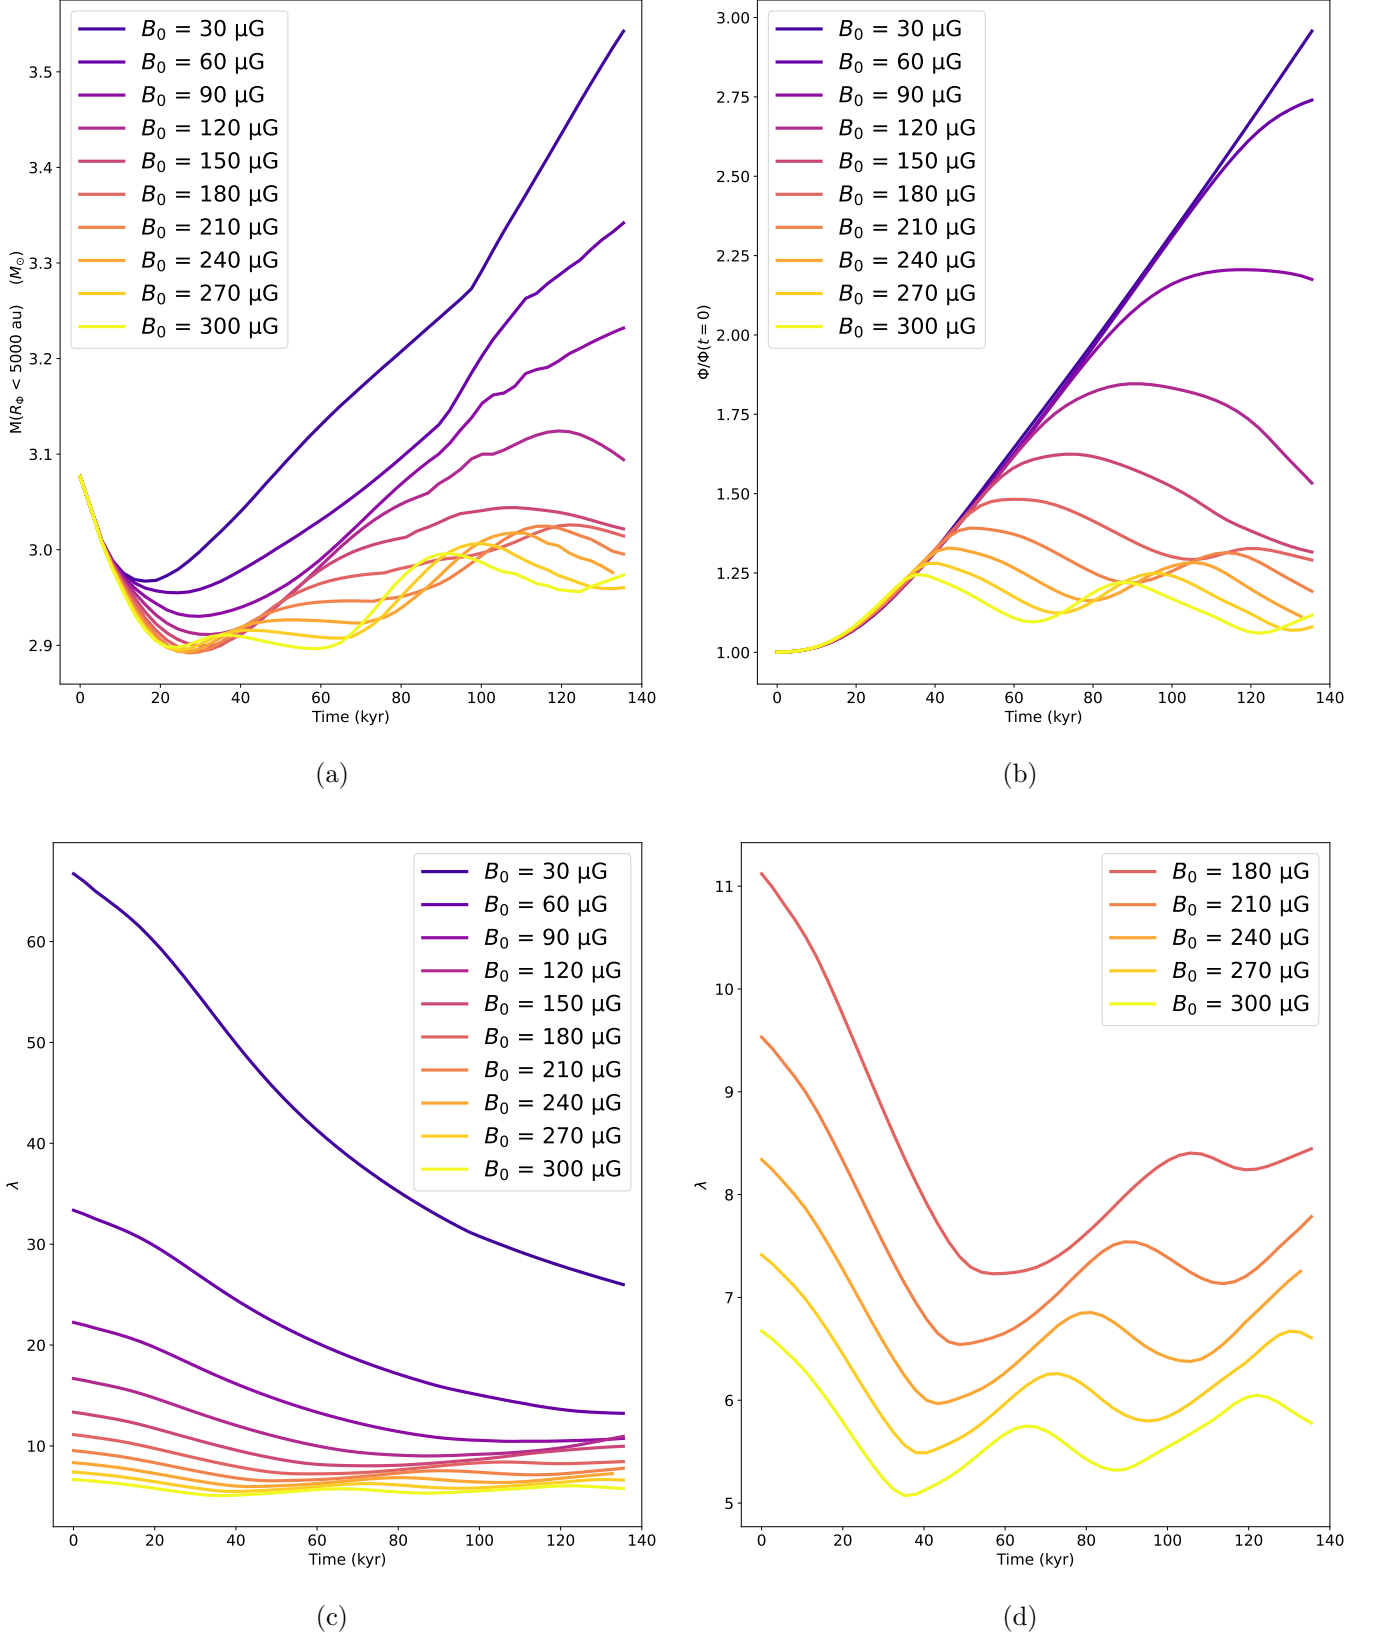 B₀ = 30 µG
B₀ = 60 µG
B₀ = 90 µG
B₀ = 120 µG
B₀ = 150 µG
B₀ = 180 µG
B₀ = 210 µG
B₀ = 240 µG
B₀ = 270 µG
B₀ = 300 µG
3.5
3.4
3.3
3.2
3.1
3.0
2.9
M(R_Φ < 5000 au) (M_⊙)
0 20 40 60 80 100 120 140
Time (kyr)
(a)
B₀ = 30 µG
B₀ = 60 µG
B₀ = 90 µG
B₀ = 120 µG
B₀ = 150 µG
B₀ = 180 µG
B₀ = 210 µG
B₀ = 240 µG
B₀ = 270 µG
B₀ = 300 µG
3.00
2.75
2.50
2.25
2.00
1.75
1.50
1.25
1.00
Φ/Φ(t = 0)
0 20 40 60 80 100 120 140
Time (kyr)
(b)
B₀ = 30 µG
B₀ = 60 µG
B₀ = 90 µG
B₀ = 120 µG
B₀ = 150 µG
B₀ = 180 µG
B₀ = 210 µG
B₀ = 240 µG
B₀ = 270 µG
B₀ = 300 µG
60
50
40
30
20
10
λ
0 20 40 60 80 100 120 140
Time (kyr)
(c)
B₀ = 180 µG
B₀ = 210 µG
B₀ = 240 µG
B₀ = 270 µG
B₀ = 300 µG
11
10
9
8
7
6
5
λ
0 20 40 60 80 100 120 140
Time (kyr)
(d)